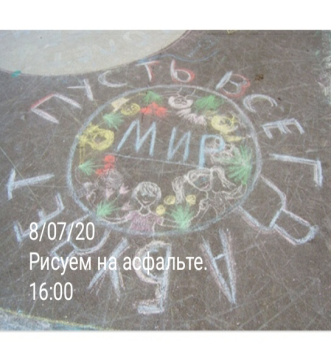 ПУСТЬ ВСЕГДА БУДЕТ
МИР
8/07/20
Рисуем на асфальте.
16:00